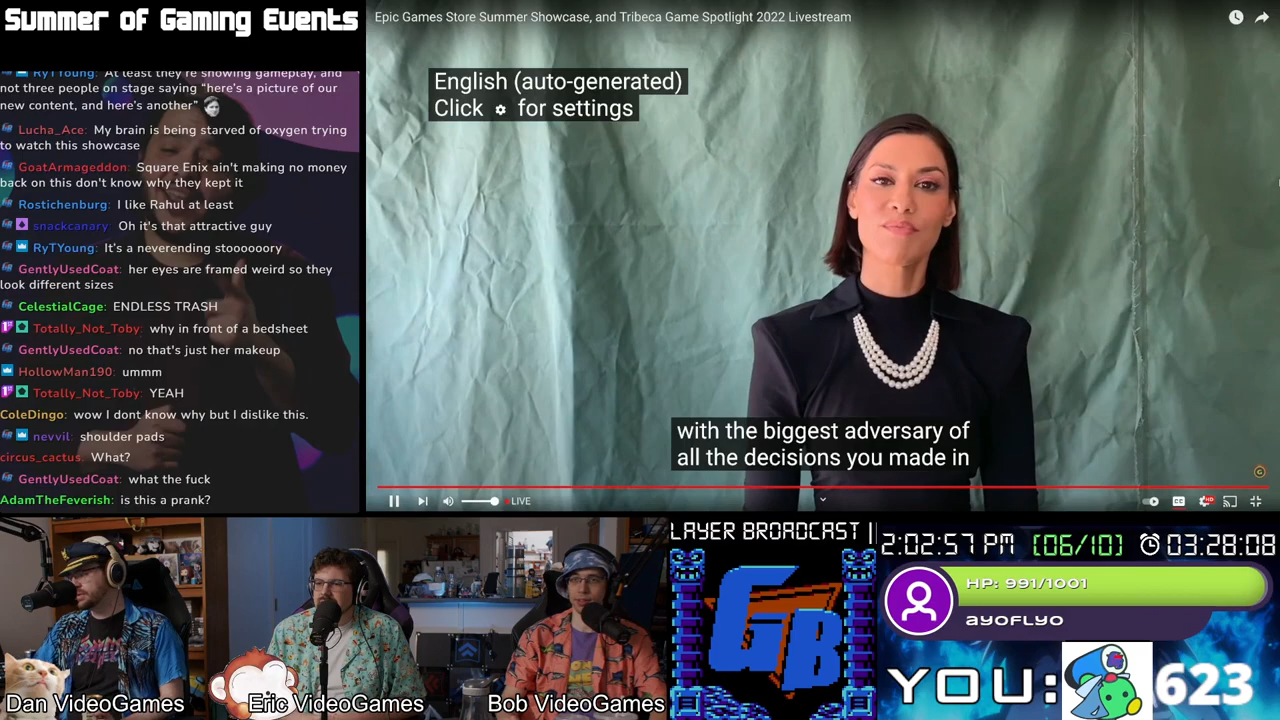 Summer of Gaming Events
RyTYoung: At least they're showing gameplay, and
not three people on stage saying “here's a picture of our
new content, and here's another”
Lucha_Ace: My brain is being starved of oxygen trying
to watch this showcase
GoatArmageddon: Square Enix ain't making no money
back on this don't know why they kept it
Rostichenburg: I like Rahul at least
snackcanary: Oh it's that attractive guy
RyTYoung: It's a neverending stoooooory
GentlyUsedCoat: her eyes are framed weird so they
look different sizes
CelestialCage: ENDLESS TRASH
Totally_Not_Toby: why in front of a bedsheet
GentlyUsedCoat: no that's just her makeup
HollowMan190: ummm
Totally_Not_Toby: YEAH
ColeDingo: wow I dont know why but I dislike this.
nevvil: shoulder pads
circus_cactus: What?
GentlyUsedCoat: what the fuck
AdamTheFeverish: is this a prank?
Epic Games Store Summer Showcase, and Tribeca Game Spotlight 2022 Livestream
English (auto-generated)
Click for settings
with the biggest adversary of
all the decisions you made in
LIVE
HD
CC
Dan VideoGames
Eric VideoGames
Bob VideoGames
LAYER BROADCAST
GB
2:02:57 PM [06/10] 03:28:08
HP: 991/1001
ayoflyo
YOU: 623